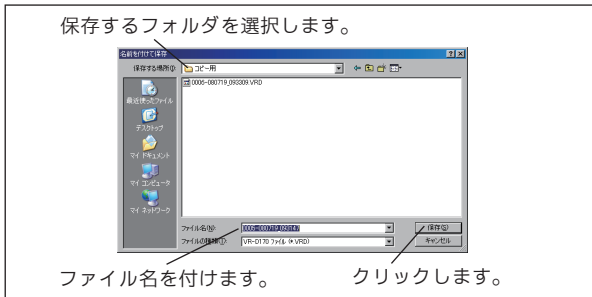 保存するフォルダを選択します。
名前を付けて保存
保存する場所(I):
コピー用
0006-080719_093309.VRD
最近使ったファイル
デスクトップ
マイ ドキュメント
マイ コンピュータ
マイ ネットワーク
ファイル名(N):
保存(S)
ファイルの種類(T):
VR-D170 ファイル (*.VRD)
キャンセル
ファイル名を付けます。
クリックします。